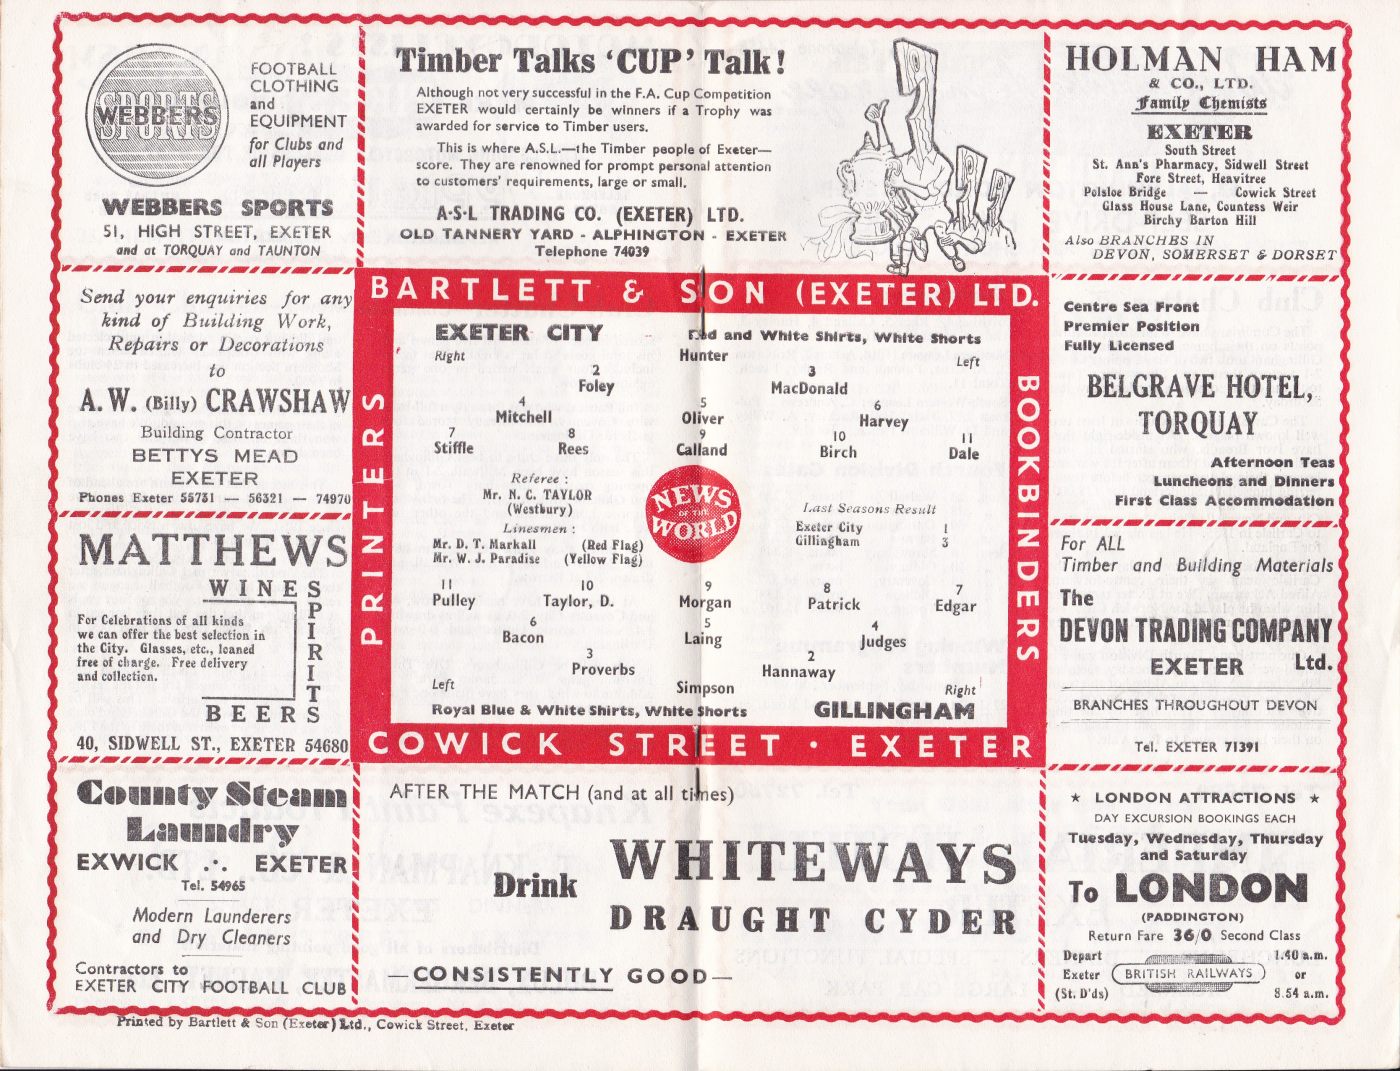 WEBBERS
SPORTS
FOOTBALL
CLOTHING
and
EQUIPMENT
for Clubs and
all Players
WEBBERS SPORTS
51, HIGH STREET, EXETER
and at TORQUAY and TAUNTON
Timber Talks 'CUP' Talk!
Although not very successful in the F.A. Cup Competition
EXETER would certainly be winners if a Trophy was
awarded for service to Timber users.
This is where A.S.L.—the Timber people of Exeter—
score. They are renowned for prompt personal attention
to customers' requirements, large or small.
A·S·L TRADING CO. (EXETER) LTD.
OLD TANNERY YARD - ALPHINGTON - EXETER
Telephone 74039
HOLMAN HAM
& CO., LTD.
Family Chemists
EXETER
South Street
St. Ann's Pharmacy, Sidwell Street
Fore Street, Heavitree
Polsloe Bridge — Cowick Street
Glass House Lane, Countess Weir
Birchy Barton Hill
Also BRANCHES IN
DEVON, SOMERSET & DORSET
Send your enquiries for any
kind of Building Work,
Repairs or Decorations
to
A.W. (Billy) CRAWSHAW
Building Contractor
BETTYS MEAD
EXETER
Phones Exeter 55731 — 56321 — 74970
MATTHEWS
WINES
SPIRITS
For Celebrations of all kinds
we can offer the best selection in
the City. Glasses, etc., loaned
free of charge. Free delivery
and collection.
BEERS
40, SIDWELL ST., EXETER 54680
BARTLETT & SON (EXETER) LTD.
PRINTERS
BOOKBINDERS
EXETER CITY
Red and White Shirts, White Shorts
Right
Hunter
Left
2
3
Foley
MacDonald
4
5
6
Mitchell
Oliver
Harvey
7
8
9
10
11
Stiffle
Rees
Calland
Birch
Dale
Referee :
Mr. N. C. TAYLOR
(Westbury)
Linesmen :
Mr. D. T. Markall (Red Flag)
Mr. W. J. Paradise (Yellow Flag)
NEWS
OF THE
WORLD
Last Seasons Result
Exeter City 1
Gillingham 3
11
10
9
8
7
Pulley
Taylor, D.
Morgan
Patrick
Edgar
6
5
4
Bacon
Laing
Judges
3
2
Proverbs
Hannaway
Left
Simpson
Right
Royal Blue & White Shirts, White Shorts
GILLINGHAM
COWICK STREET · EXETER
Centre Sea Front
Premier Position
Fully Licensed
BELGRAVE HOTEL,
TORQUAY
Afternoon Teas
Luncheons and Dinners
First Class Accommodation
For ALL
Timber and Building Materials
The
DEVON TRADING COMPANY
EXETER Ltd.
BRANCHES THROUGHOUT DEVON
Tel. EXETER 71391
County Steam
Laundry
EXWICK ∴ EXETER
Tel. 54965
Modern Launderers
and Dry Cleaners
Contractors to
EXETER CITY FOOTBALL CLUB
AFTER THE MATCH (and at all times)
Drink
WHITEWAYS
DRAUGHT CYDER
—CONSISTENTLY GOOD—
★ LONDON ATTRACTIONS ★
DAY EXCURSION BOOKINGS EACH
Tuesday, Wednesday, Thursday
and Saturday
To LONDON
(PADDINGTON)
Return Fare 36/0 Second Class
Depart 1.40 a.m.
Exeter BRITISH RAILWAYS or
(St. D'ds) 8.54 a.m.
Printed by Bartlett & Son (Exeter) Ltd., Cowick Street, Exeter